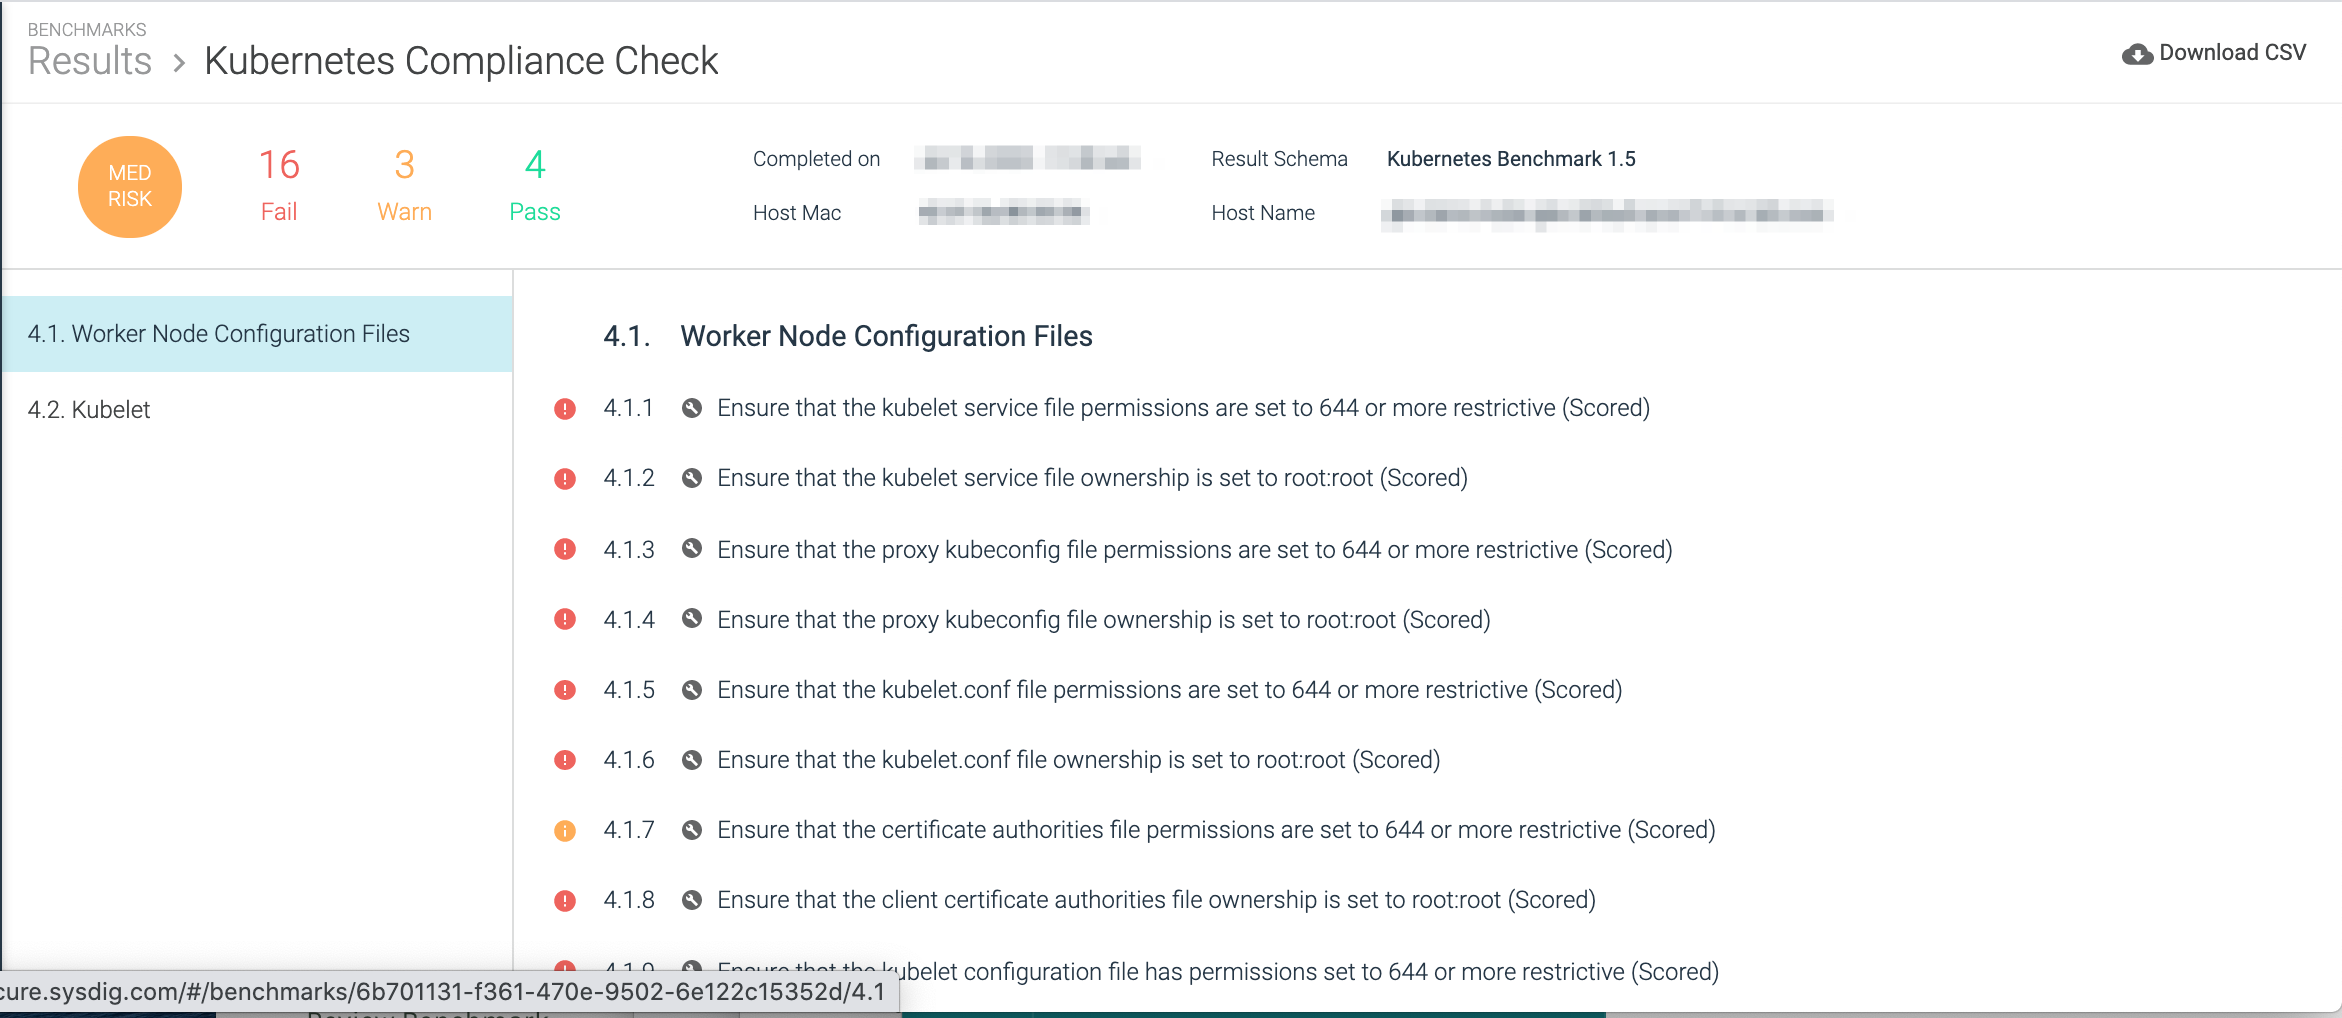 BENCHMARKS
Results > Kubernetes Compliance Check
Download CSV
MED
RISK
16
Fail
3
Warn
4
Pass
Completed on
Host Mac
Result Schema Kubernetes Benchmark 1.5
Host Name
4.1. Worker Node Configuration Files
4.2. Kubelet
4.1. Worker Node Configuration Files
4.1.1 Ensure that the kubelet service file permissions are set to 644 or more restrictive (Scored)
4.1.2 Ensure that the kubelet service file ownership is set to root:root (Scored)
4.1.3 Ensure that the proxy kubeconfig file permissions are set to 644 or more restrictive (Scored)
4.1.4 Ensure that the proxy kubeconfig file ownership is set to root:root (Scored)
4.1.5 Ensure that the kubelet.conf file permissions are set to 644 or more restrictive (Scored)
4.1.6 Ensure that the kubelet.conf file ownership is set to root:root (Scored)
4.1.7 Ensure that the certificate authorities file permissions are set to 644 or more restrictive (Scored)
4.1.8 Ensure that the client certificate authorities file ownership is set to root:root (Scored)
4.1.9 Ensure that the kubelet configuration file has permissions set to 644 or more restrictive (Scored)
cure.sysdig.com/#/benchmarks/6b701131-f361-470e-9502-6e122c15352d/4.1
Review Benchmark